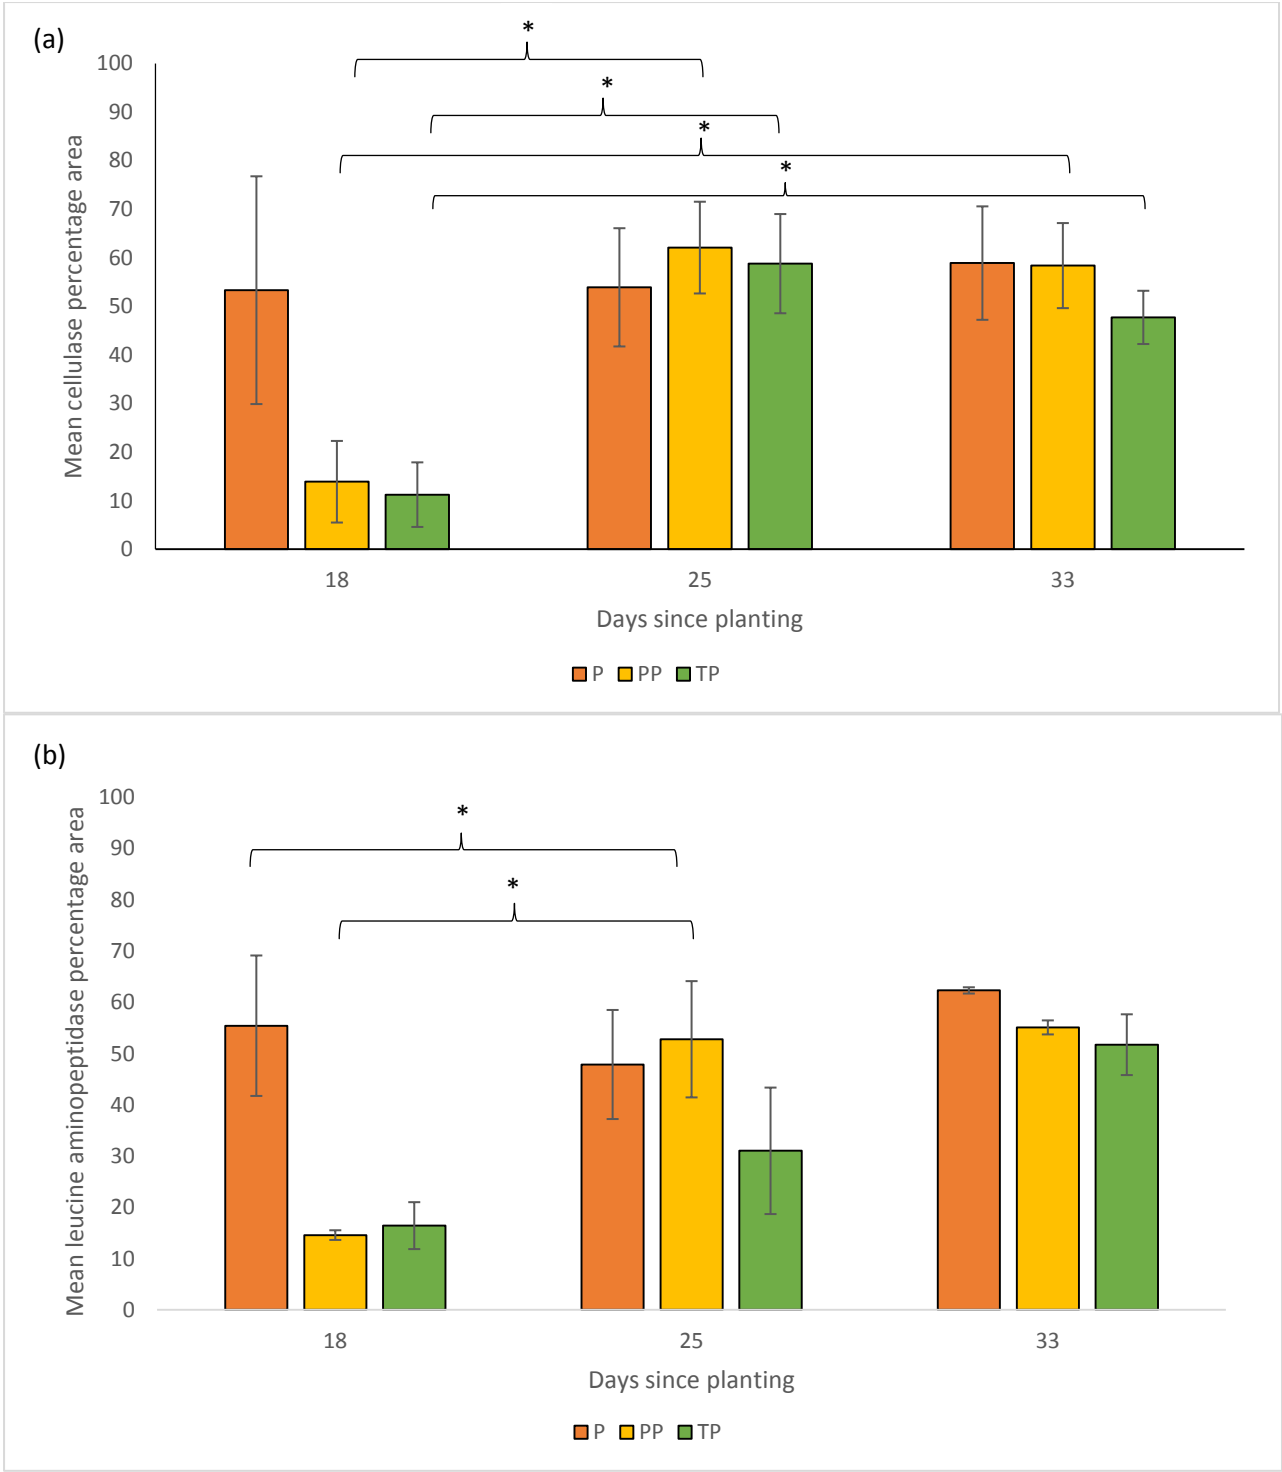 (a)
*
*
*
*
100
90
80
70
60
50
40
30
20
10
0
Mean cellulase percentage area
18 25 33
Days since planting
P PP TP
(b)
*
*
100
90
80
70
60
50
40
30
20
10
0
Mean leucine aminopeptidase percentage area
18 25 33
Days since planting
P PP TP